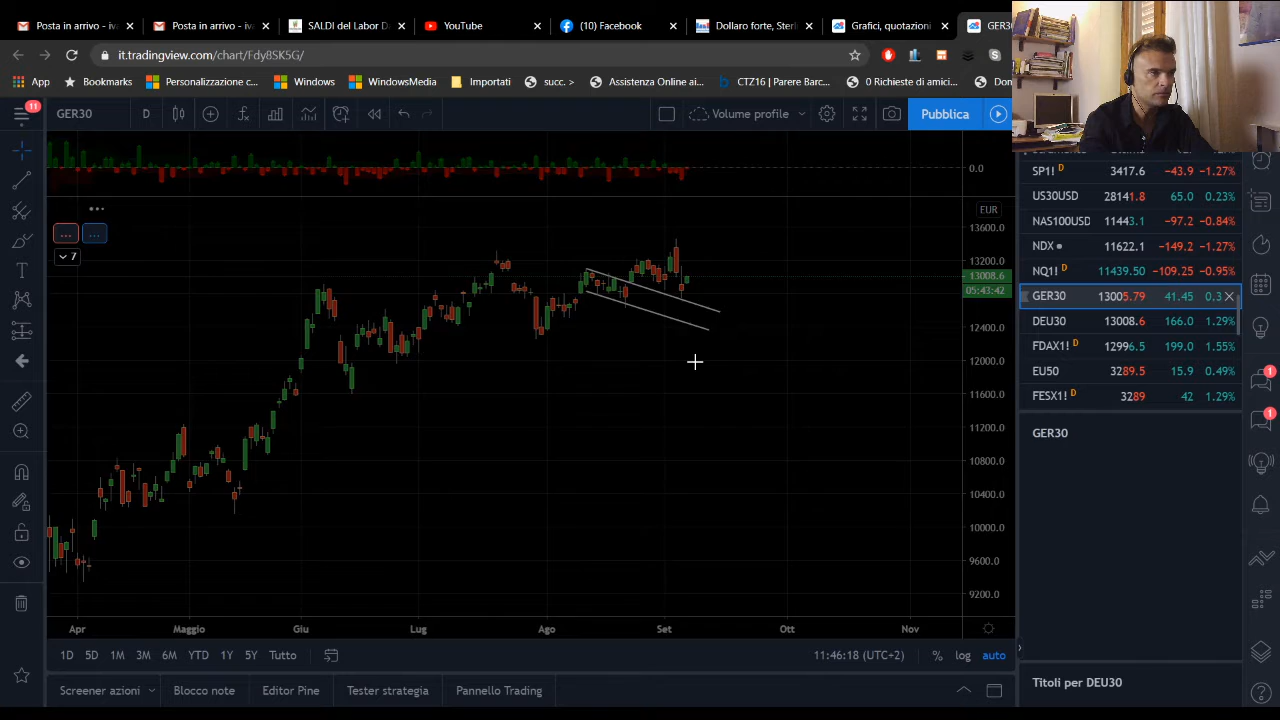 Posta in arrivo - iva
Posta in arrivo - iva
SALDI del Labor Da
YouTube
(10) Facebook
Dollaro forte, Sterl
Grafici, quotazioni
GER30
it.tradingview.com/chart/Fdy8SK5G/
App
Bookmarks
Personalizzazione c...
Windows
WindowsMedia
Importati
succ. >
Assistenza Online ai...
CTZ16 | Parere Barc...
0 Richieste di amici...
11
GER30
D
Volume profile
Pubblica
0.0
EUR
...
...
7
13600.0
13200.0
13008.6
05:43:42
12400.0
12000.0
11600.0
11200.0
10800.0
10400.0
10000.0
9600.0
9200.0
Apr
Maggio
Giu
Lug
Ago
Set
Ott
Nov
1D
5D
1M
3M
6M
YTD
1Y
5Y
Tutto
11:46:18 (UTC+2)
%
log
auto
Screener azioni
Blocco note
Editor Pine
Tester strategia
Pannello Trading
SP1! D 3417.6 −43.9 −1.27%
US30USD 28141.8 65.0 0.23%
NAS100USD 11443.1 −97.2 −0.84%
NDX 11622.1 −149.2 −1.27%
NQ1! D 11439.50 −109.25 −0.95%
GER30 13005.79 41.45 0.3
DEU30 13008.6 166.0 1.29%
FDAX1! D 12996.5 199.0 1.55%
EU50 3289.5 15.9 0.49%
FESX1! D 3289 42 1.29%
GER30
Titoli per DEU30
1
1